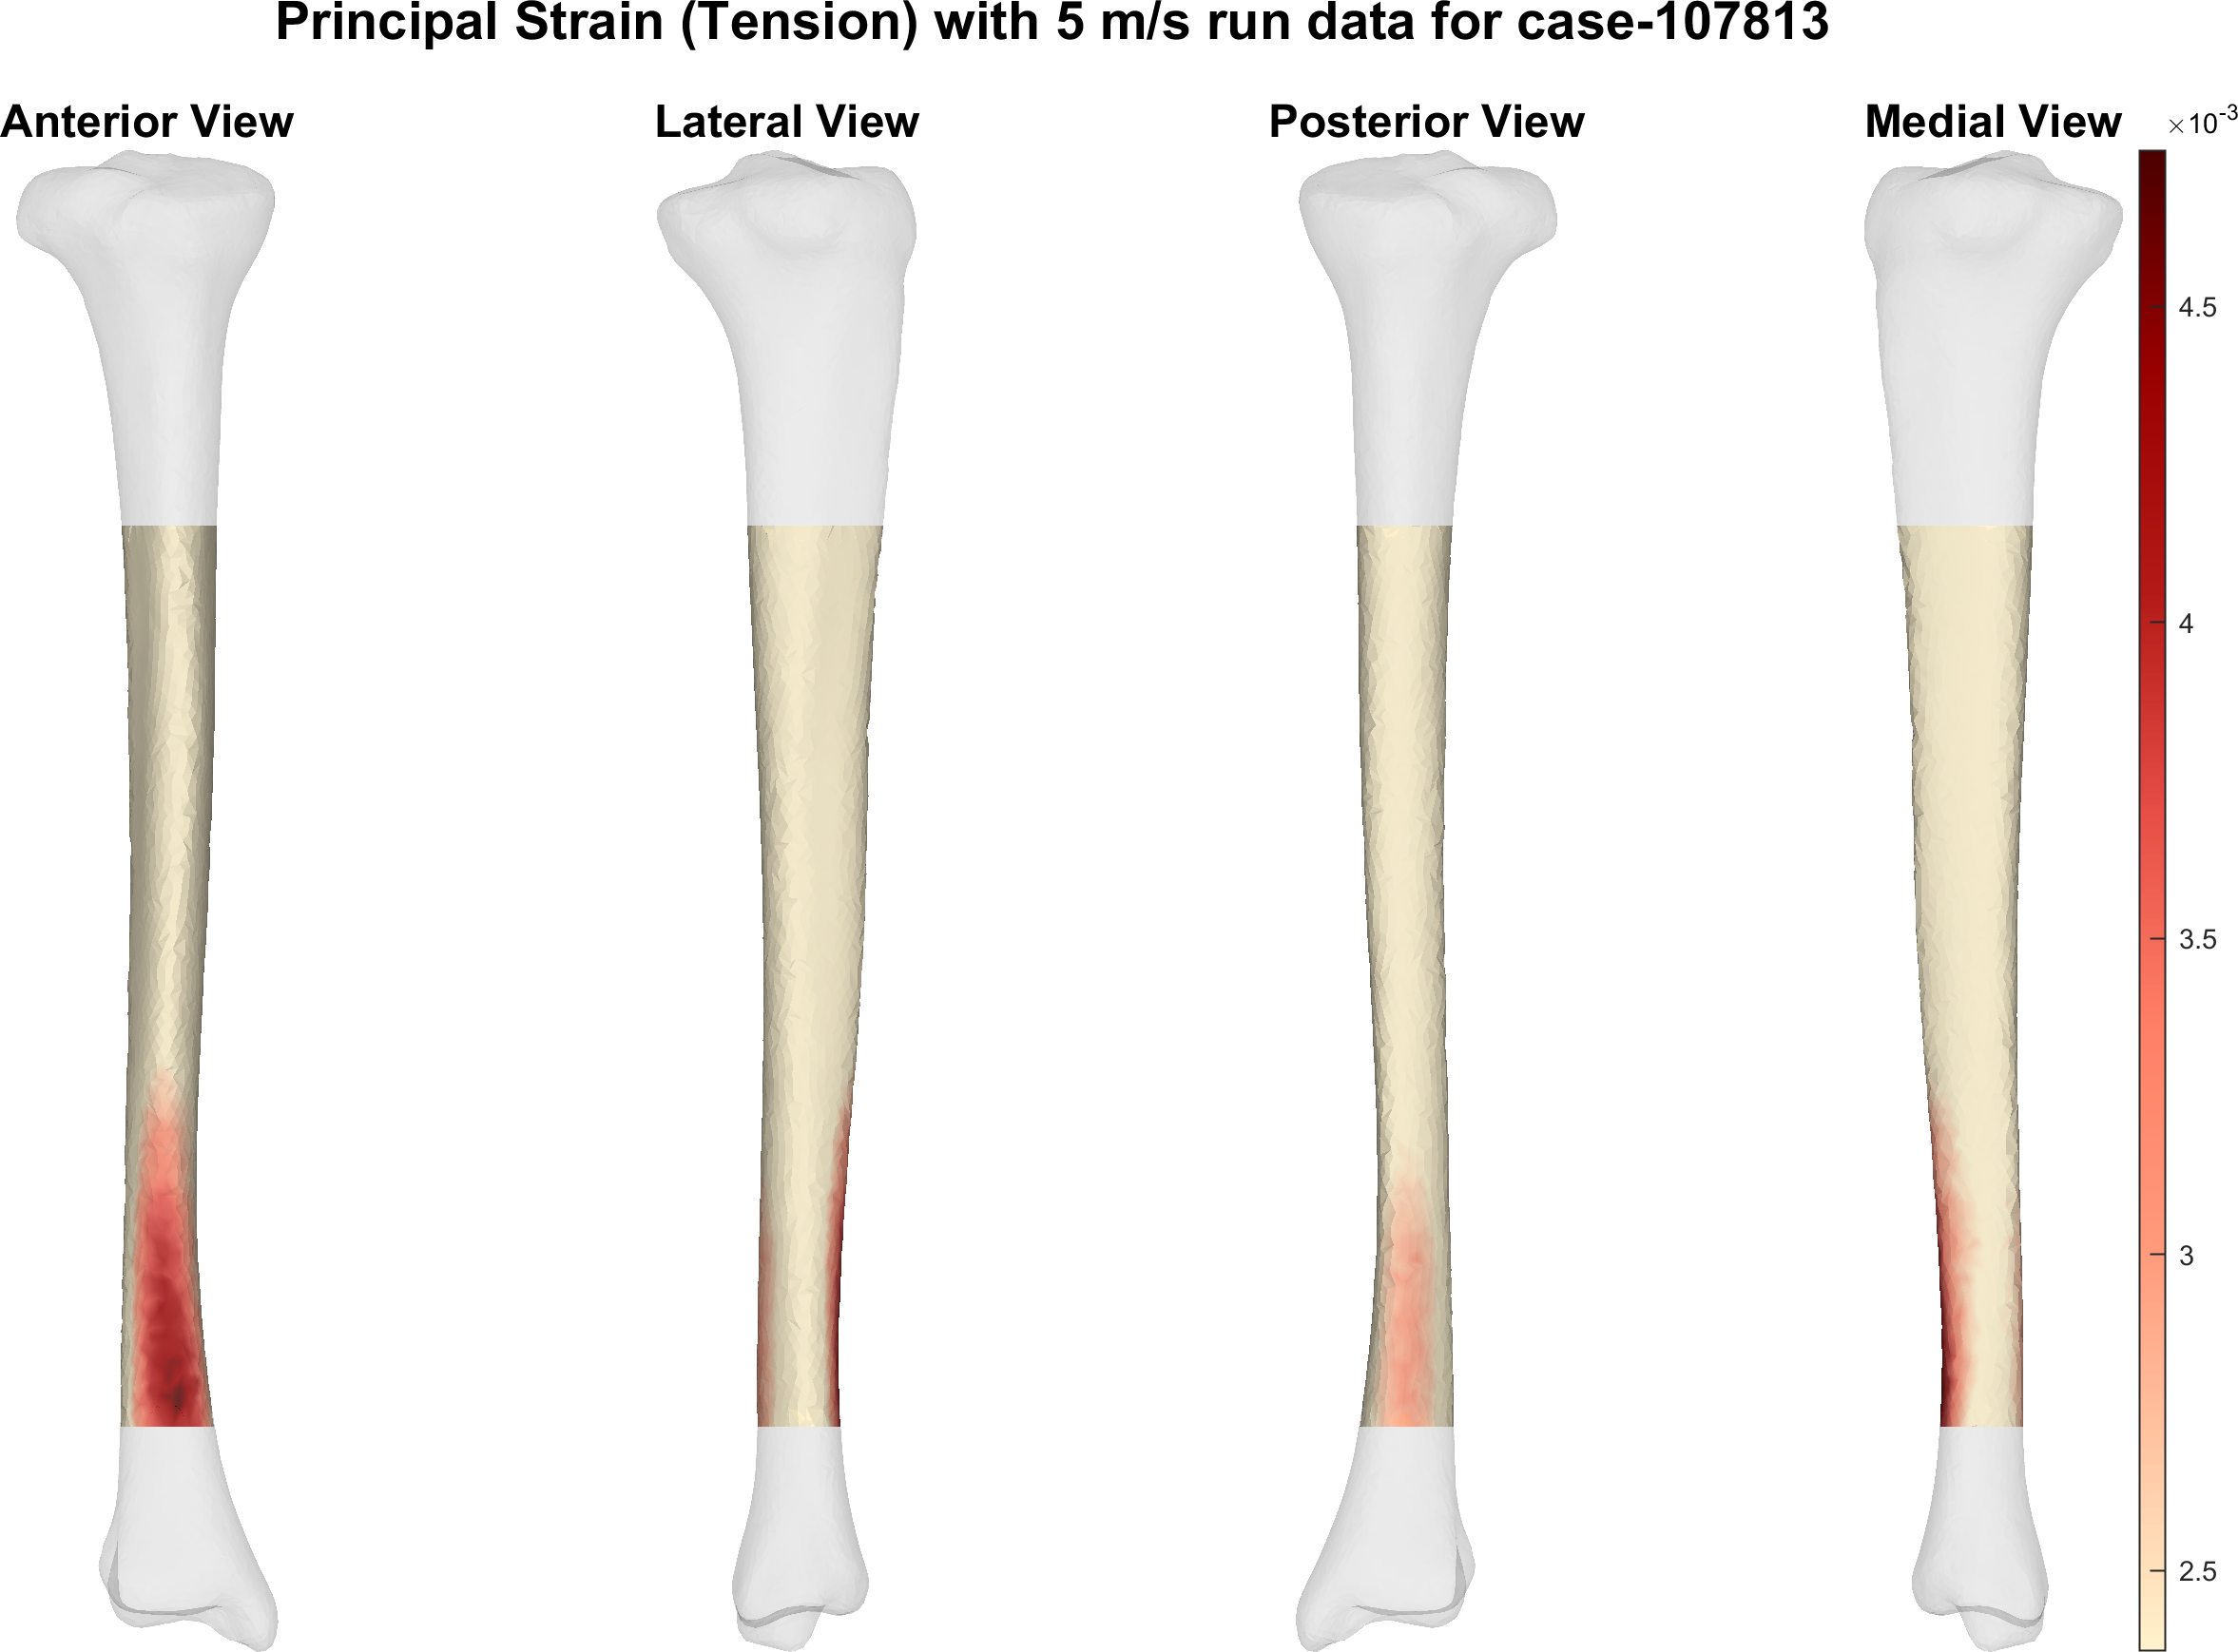 Principal Strain (Tension) with 5 m/s run data for case-107813
Anterior View
Lateral View
Posterior View
Medial View
×10-3
4.5
4
3.5
3
2.5